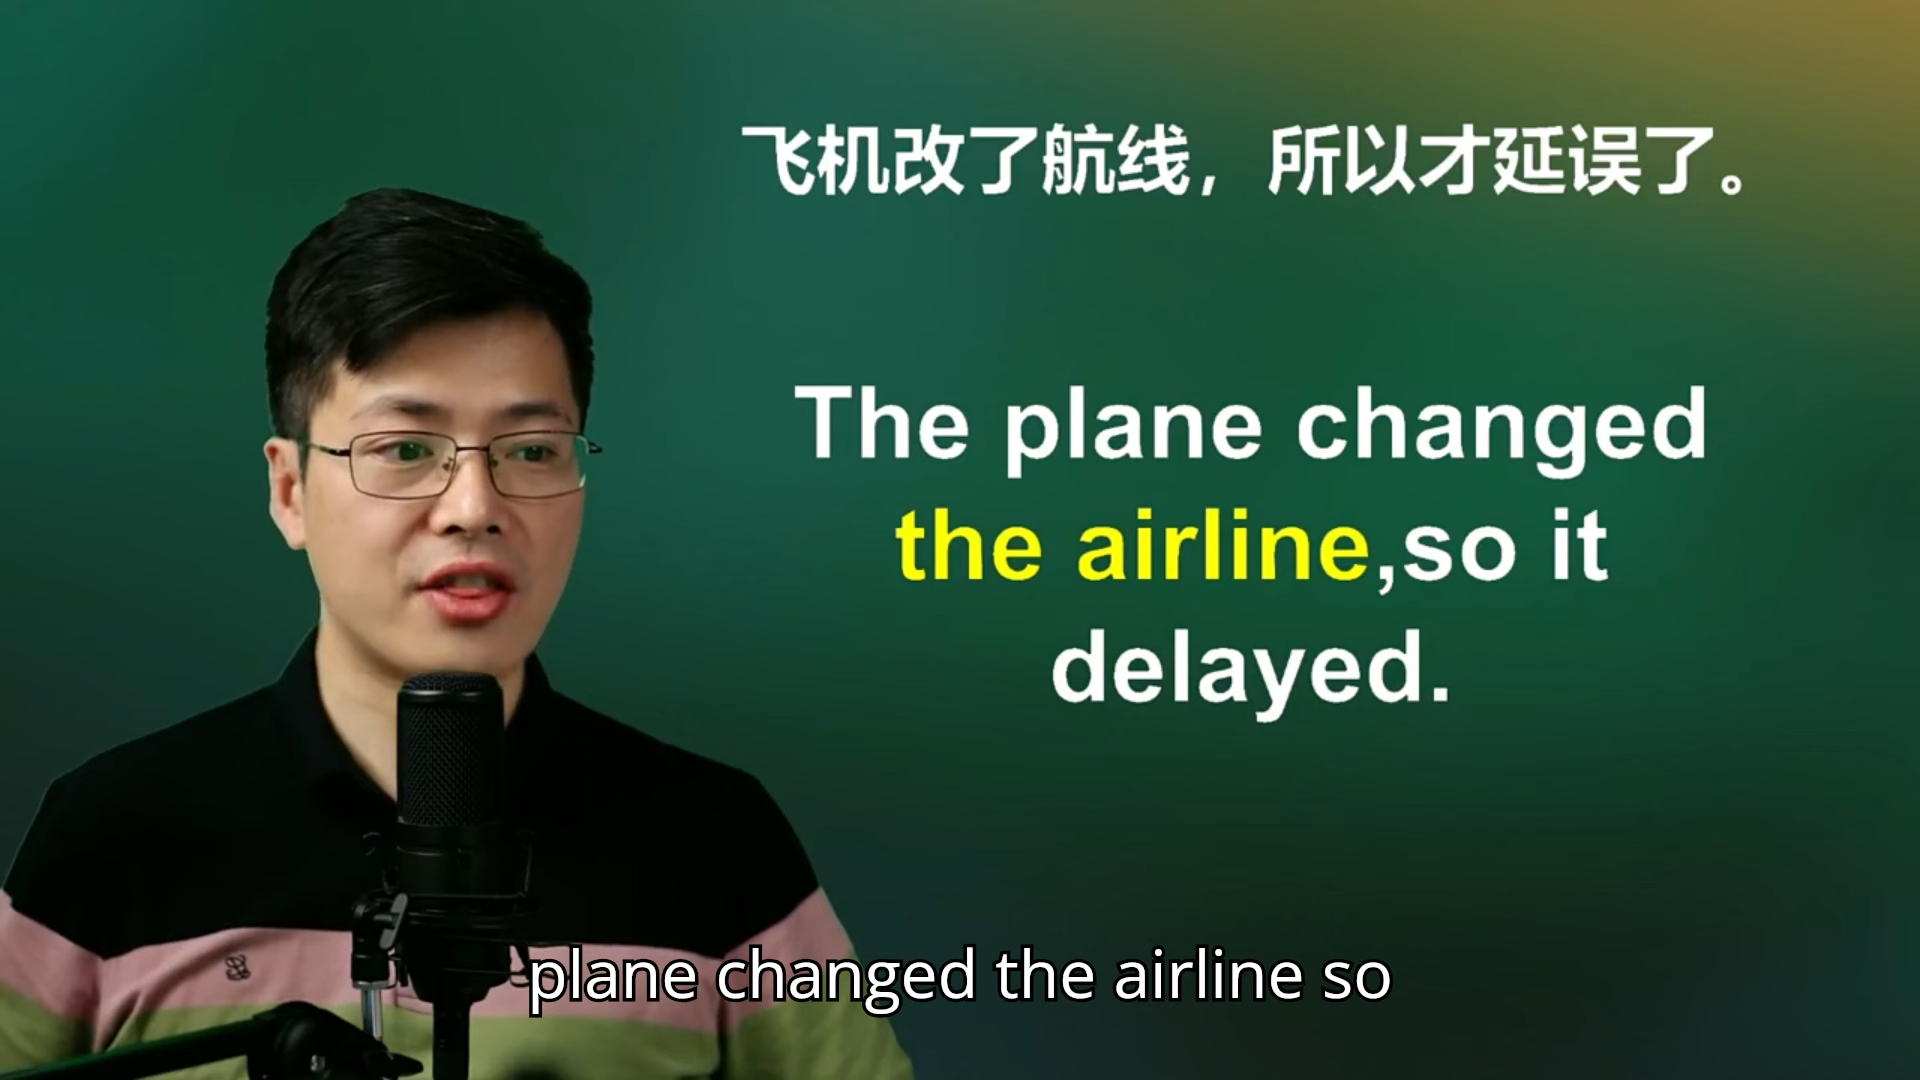 飞机改了航线，所以才延误了。
The plane changed
the airline,so it
delayed.
plane changed the airline so